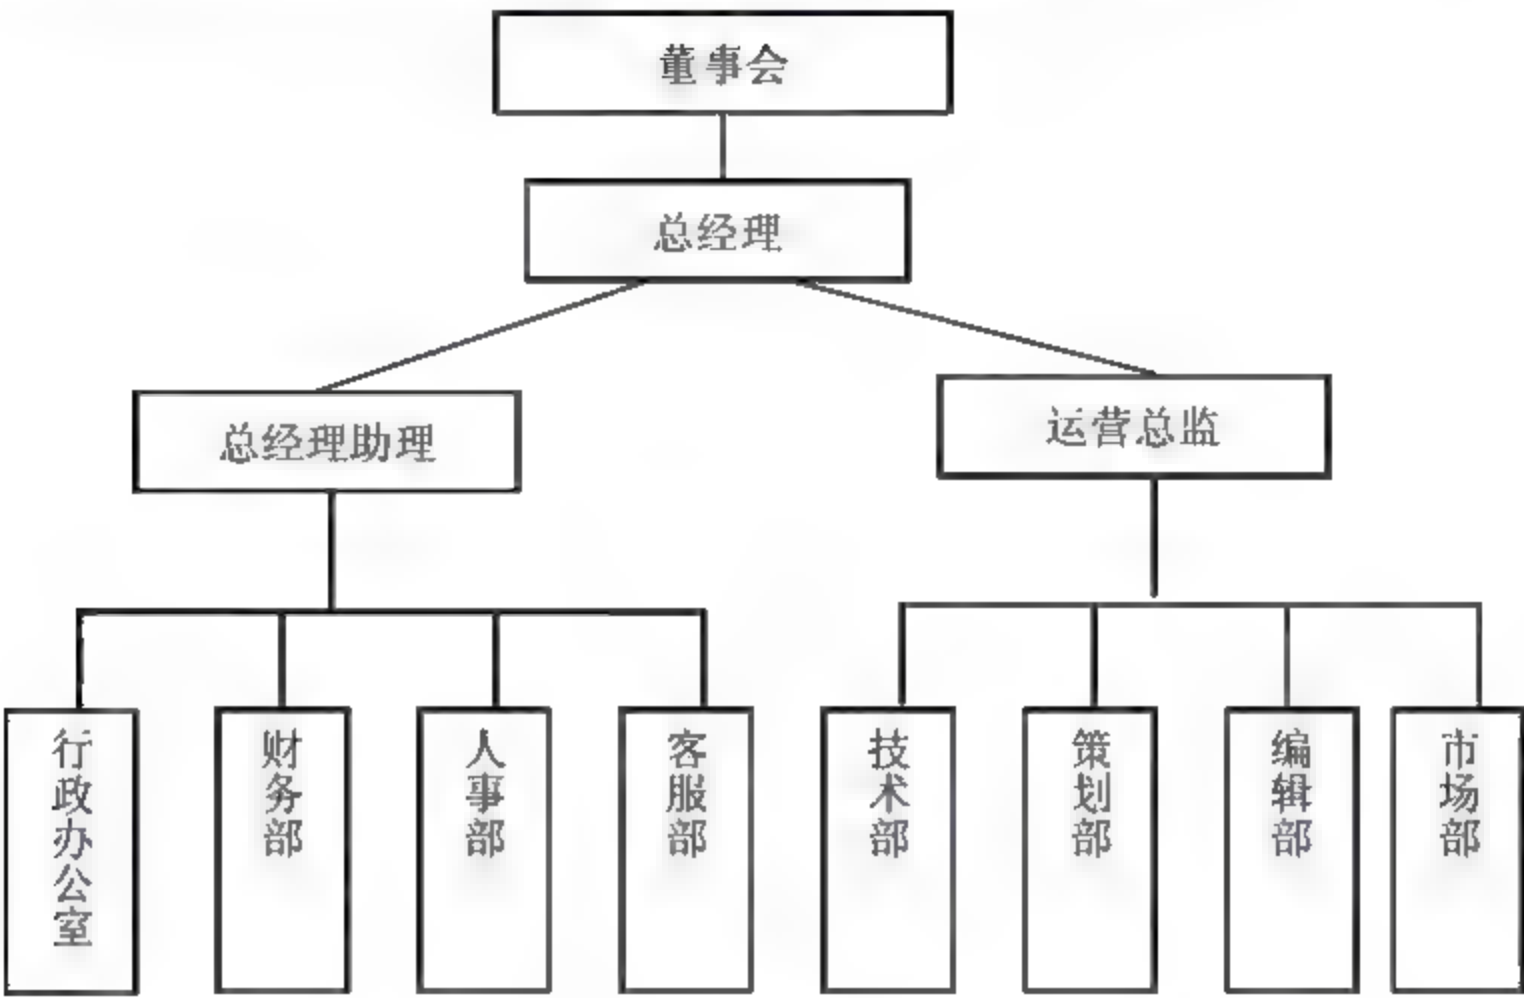 董事会
总经理
总经理助理
运营总监
行政办公室
财务部
人事部
客服部
技术部
策划部
编辑部
市场部